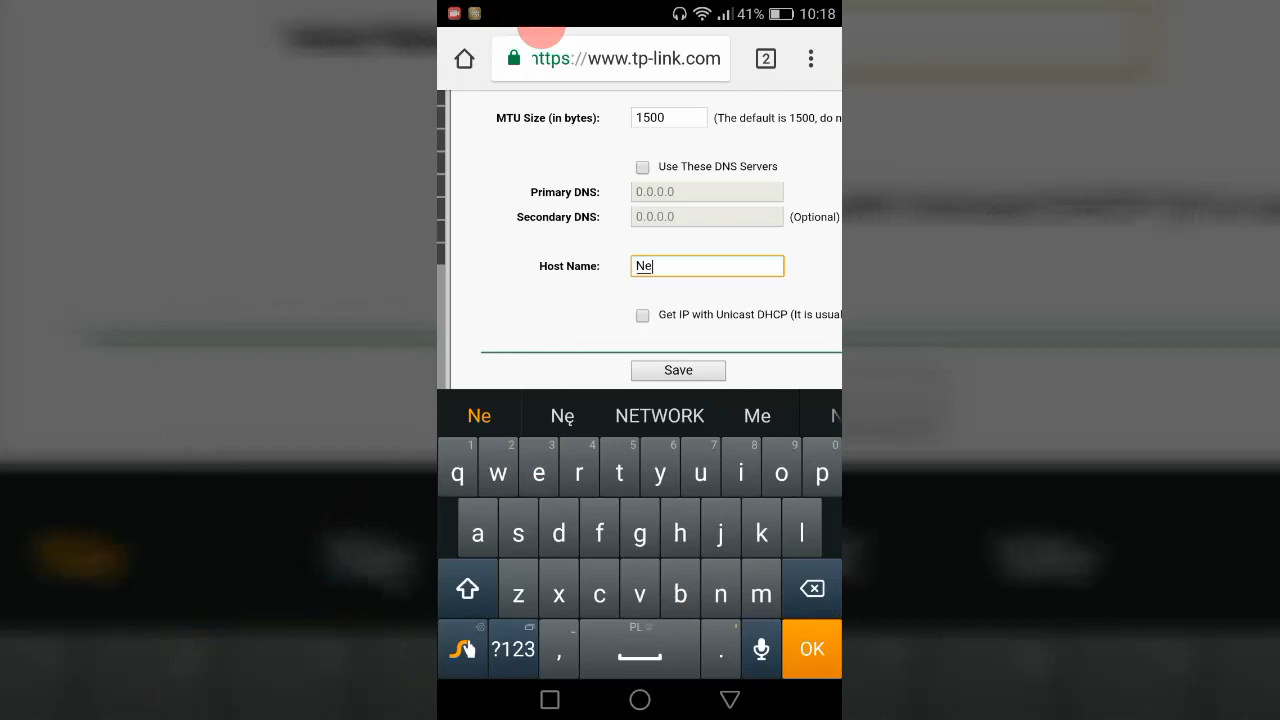 41% 10:18
https://www.tp-link.com 2
MTU Size (in bytes): 1500 (The default is 1500, do n
Use These DNS Servers
Primary DNS: 0.0.0.0
Secondary DNS: 0.0.0.0 (Optional)
Host Name: Ne
Get IP with Unicast DHCP (It is usual
Save
Ne Nę NETWORK Me N
1 2 3 4 5 6 7 8 9 0
q w e r t y u i o p
a s d f g h j k l
z x c v b n m
PL
?123 , . OK